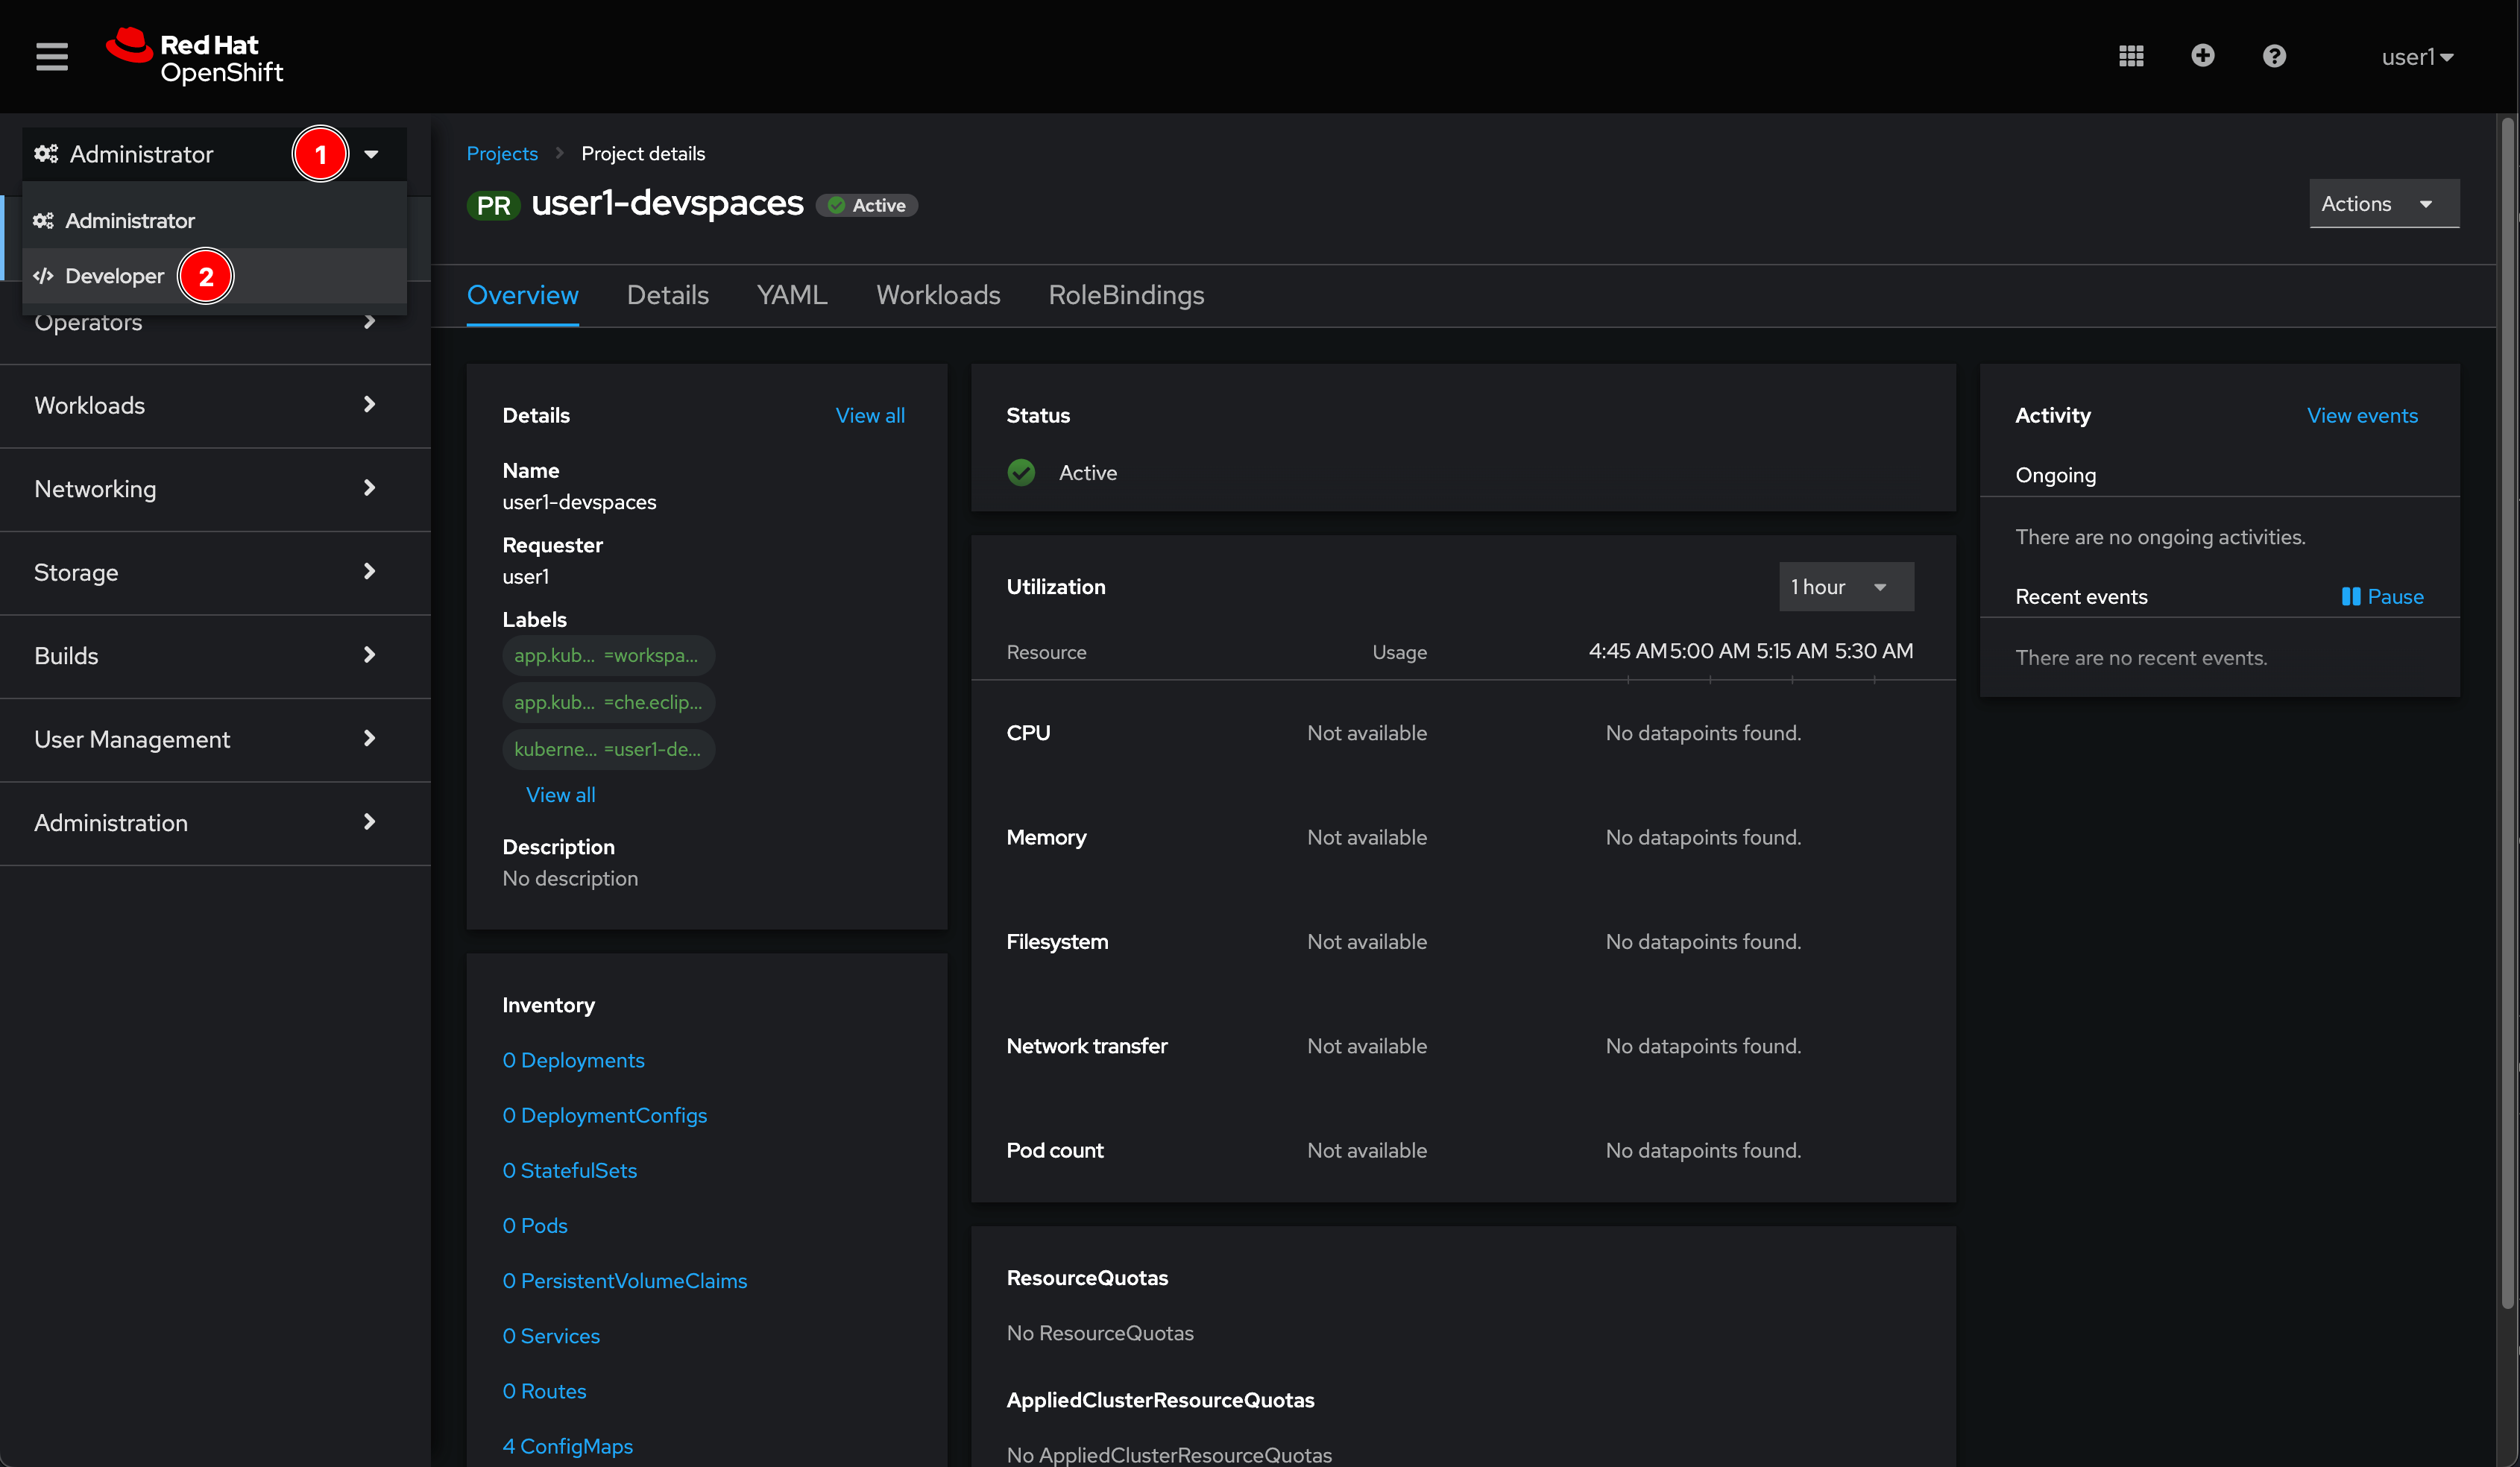 Red Hat
OpenShift
user1
Administrator
1
Administrator
Developer
2
Operators
Workloads
Networking
Storage
Builds
User Management
Administration
Projects
Project details
PR
user1-devspaces
Active
Actions
Overview
Details
YAML
Workloads
RoleBindings
Details
View all
Name
user1-devspaces
Requester
user1
Labels
app.kub... =workspa...
app.kub... =che.eclip...
kuberne... =user1-de...
View all
Description
No description
Inventory
0 Deployments
0 DeploymentConfigs
0 StatefulSets
0 Pods
0 PersistentVolumeClaims
0 Services
0 Routes
4 ConfigMaps
Status
Active
Utilization
1 hour
Resource Usage 4:45 AM 5:00 AM 5:15 AM 5:30 AM
CPU Not available No datapoints found.
Memory Not available No datapoints found.
Filesystem Not available No datapoints found.
Network transfer Not available No datapoints found.
Pod count Not available No datapoints found.
ResourceQuotas
No ResourceQuotas
AppliedClusterResourceQuotas
No AppliedClusterResourceQuotas
Activity
View events
Ongoing
There are no ongoing activities.
Recent events
Pause
There are no recent events.